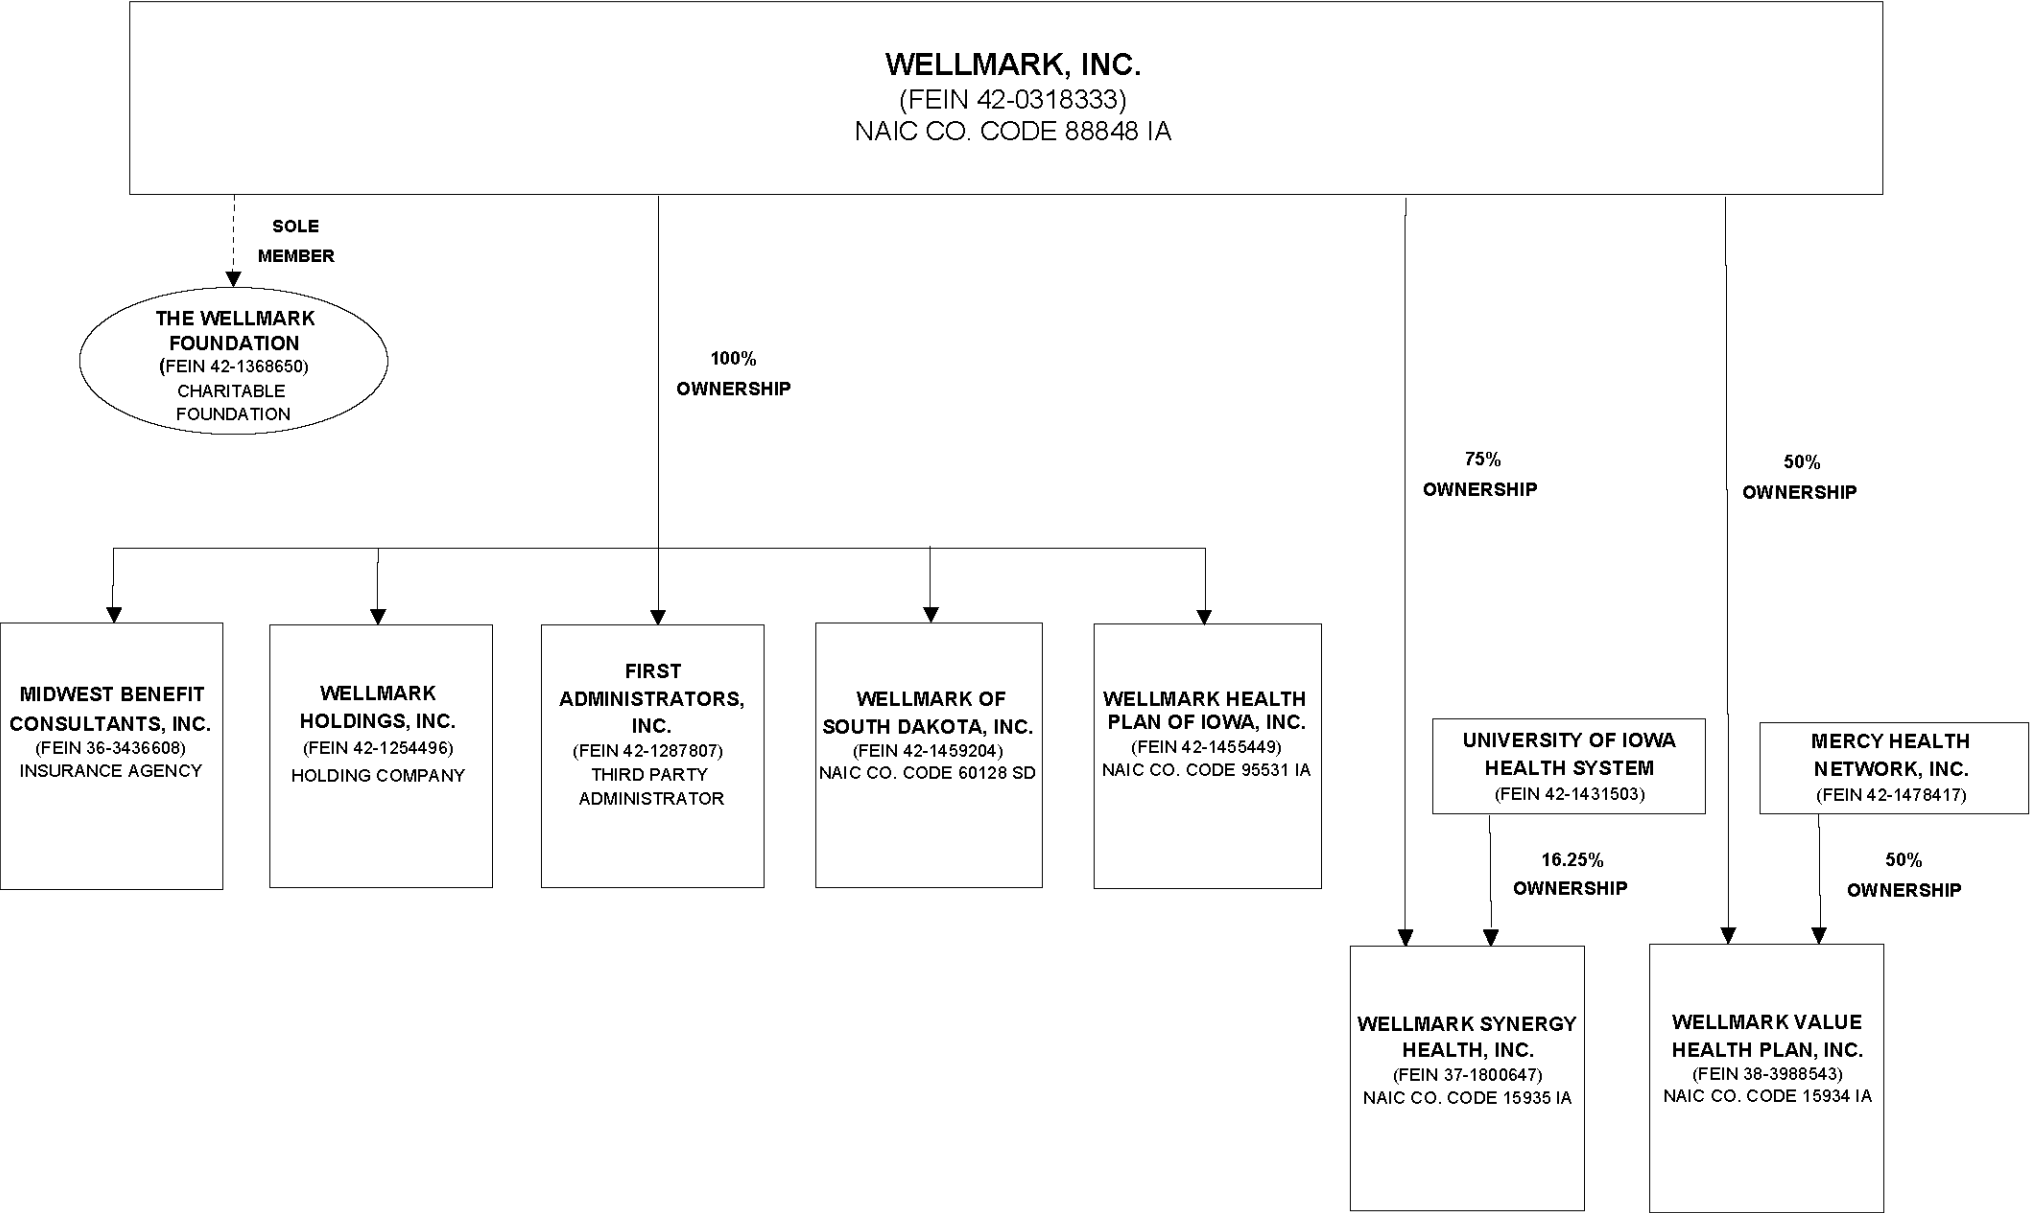 WELLMARK, INC.
(FEIN 42-0318333)
NAIC CO. CODE 88848 IA
SOLE
MEMBER
THE WELLMARK
FOUNDATION
(FEIN 42-1368650)
CHARITABLE
FOUNDATION
100%
OWNERSHIP
75%
OWNERSHIP
50%
OWNERSHIP
MIDWEST BENEFIT
CONSULTANTS, INC.
(FEIN 36-3436608)
INSURANCE AGENCY
WELLMARK
HOLDINGS, INC.
(FEIN 42-1254496)
HOLDING COMPANY
FIRST
ADMINISTRATORS,
INC.
(FEIN 42-1287807)
THIRD PARTY
ADMINISTRATOR
WELLMARK OF
SOUTH DAKOTA, INC.
(FEIN 42-1459204)
NAIC CO. CODE 60128 SD
WELLMARK HEALTH
PLAN OF IOWA, INC.
(FEIN 42-1455449)
NAIC CO. CODE 95531 IA
UNIVERSITY OF IOWA
HEALTH SYSTEM
(FEIN 42-1431503)
MERCY HEALTH
NETWORK, INC.
(FEIN 42-1478417)
16.25%
OWNERSHIP
50%
OWNERSHIP
WELLMARK SYNERGY
HEALTH, INC.
(FEIN 37-1800647)
NAIC CO. CODE 15935 IA
WELLMARK VALUE
HEALTH PLAN, INC.
(FEIN 38-3988543)
NAIC CO. CODE 15934 IA